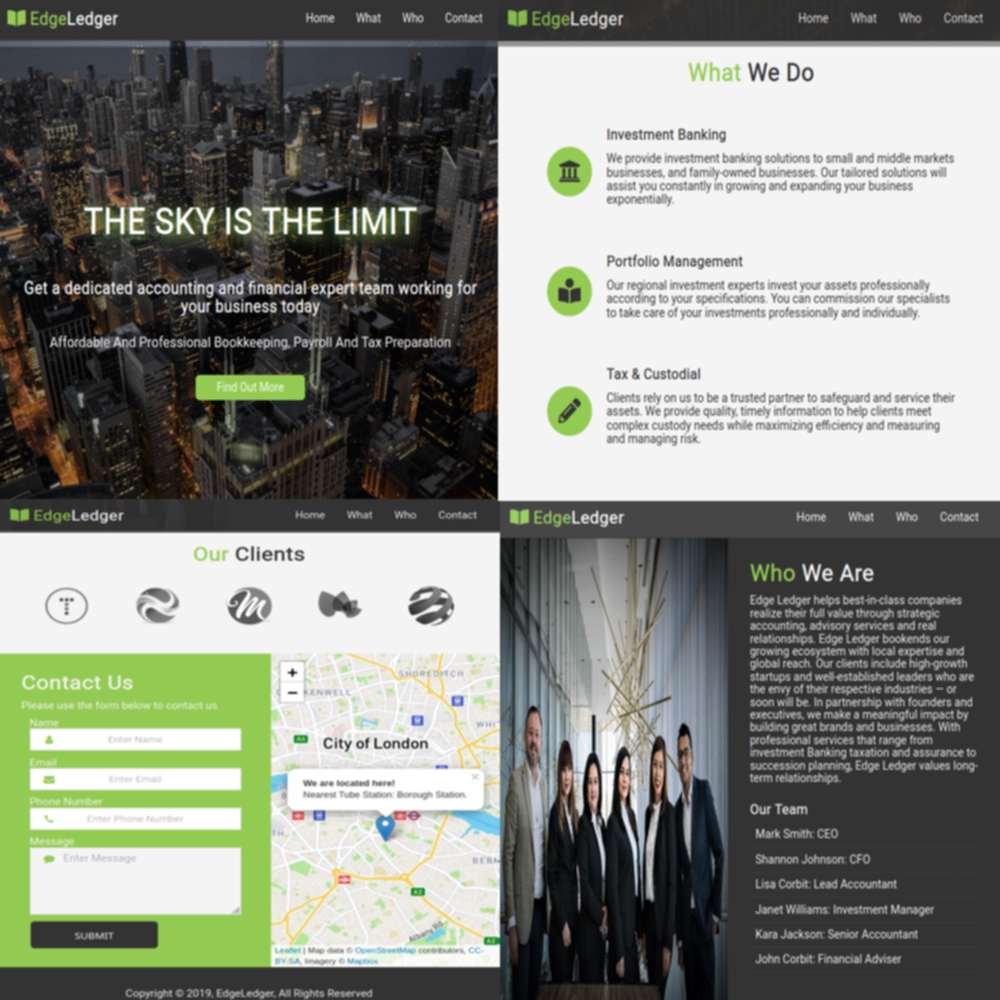 EdgeLedger Home What Who Contact
THE SKY IS THE LIMIT
Get a dedicated accounting and financial expert team working for
your business today
Affordable And Professional Bookkeeping, Payroll And Tax Preparation
Find Out More
EdgeLedger Home What Who Contact
What We Do
Investment Banking
We provide investment banking solutions to small and middle markets
businesses, and family-owned businesses. Our tailored solutions will
assist you constantly in growing and expanding your business
exponentially.
Portfolio Management
Our regional investment experts invest your assets professionally
according to your specifications. You can commission our specialists
to take care of your investments professionally and individually.
Tax & Custodial
Clients rely on us to be a trusted partner to safeguard and service their
assets. We provide quality, timely information to help clients meet
complex custody needs while maximizing efficiency and measuring
and managing risk.
EdgeLedger Home What Who Contact
Our Clients
T
m
Contact Us
Please use the form below to contact us
Name
Enter Name
Email
Enter Email
Phone Number
Enter Phone Number
Message
Enter Message
SUBMIT
+
−
SHOREDITCH
KENWELL
WHIT
A4
City of London
We are located here!
Nearest Tube Station: Borough Station.
×
TH
BERM
A2
Albany Rd
A2
Leaflet | Map data © OpenStreetMap contributors, CC-
BY-SA, Imagery © Mapbox
Copyright © 2019, EdgeLedger, All Rights Reserved
EdgeLedger Home What Who Contact
Who We Are
Edge Ledger helps best-in-class companies
realize their full value through strategic
accounting, advisory services and real
relationships. Edge Ledger bookends our
growing ecosystem with local expertise and
global reach. Our clients include high-growth
startups and well-established leaders who are
the envy of their respective industries — or
soon will be. In partnership with founders and
executives, we make a meaningful impact by
building great brands and businesses. With
professional services that range from
investment Banking taxation and assurance to
succession planning, Edge Ledger values long-
term relationships.
Our Team
Mark Smith: CEO
Shannon Johnson: CFO
Lisa Corbit: Lead Accountant
Janet Williams: Investment Manager
Kara Jackson: Senior Accountant
John Corbit: Financial Adviser